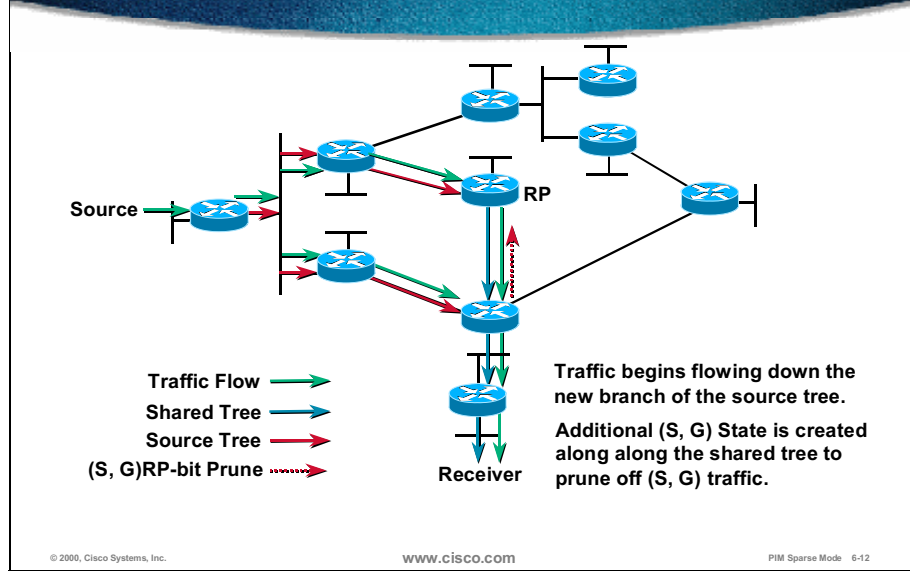 RP
Source
Traffic Flow
Shared Tree
Source Tree
(S, G)RP-bit Prune
Receiver
Traffic begins flowing down the
new branch of the source tree.
Additional (S, G) State is created
along along the shared tree to
prune off (S, G) traffic.
© 2000, Cisco Systems, Inc.
www.cisco.com
PIM Sparse Mode 6-12